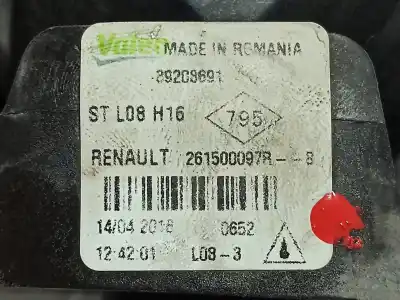 Valeo MADE IN ROMANIA
89208691
ST L08 H16 795
RENAULT 261500097R--B
14/04 2016 0652
12:42:01 L08-3